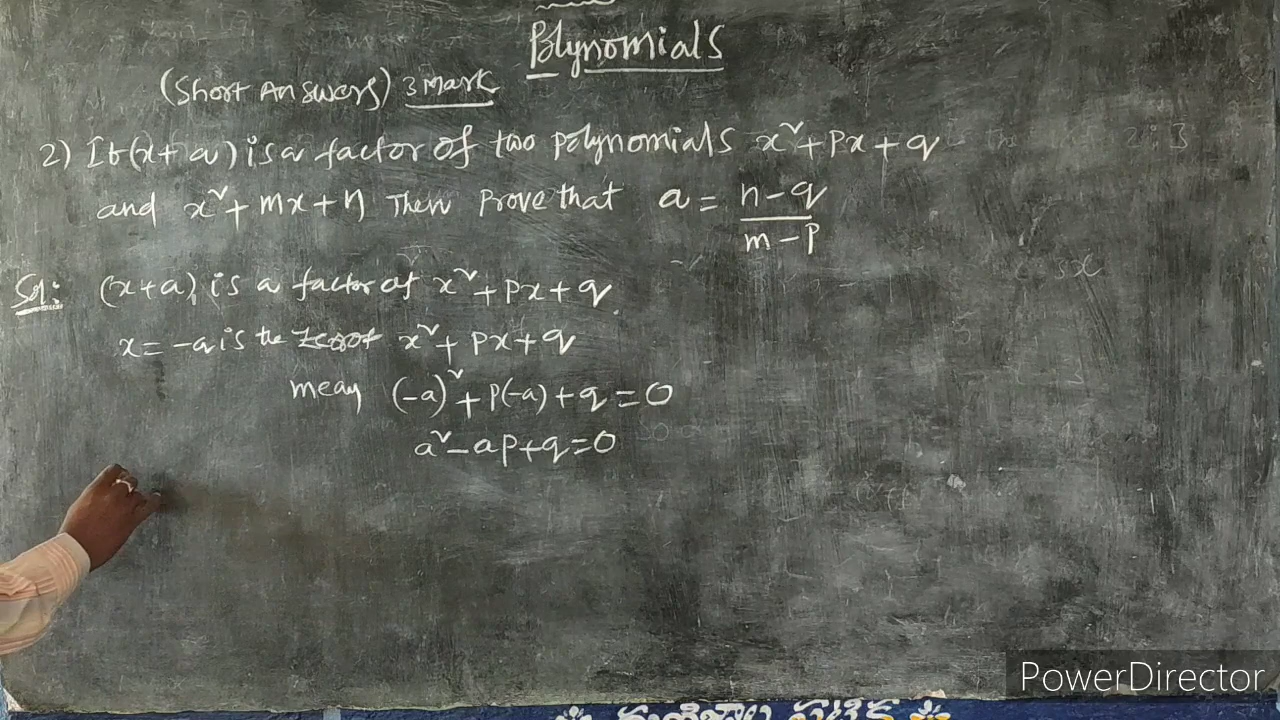 Polynomials
(Short Answers) 3 Mark
2) If (x+a) is a factor of two polynomials x²+px+q
and x²+mx+n Then Prove that a = n-q/m-p
Sol: (x+a) is a factor of x²+px+q
x = -a is the zero of x²+px+q
mean (-a)²+p(-a)+q=0
a²-ap+q=0
PowerDirector